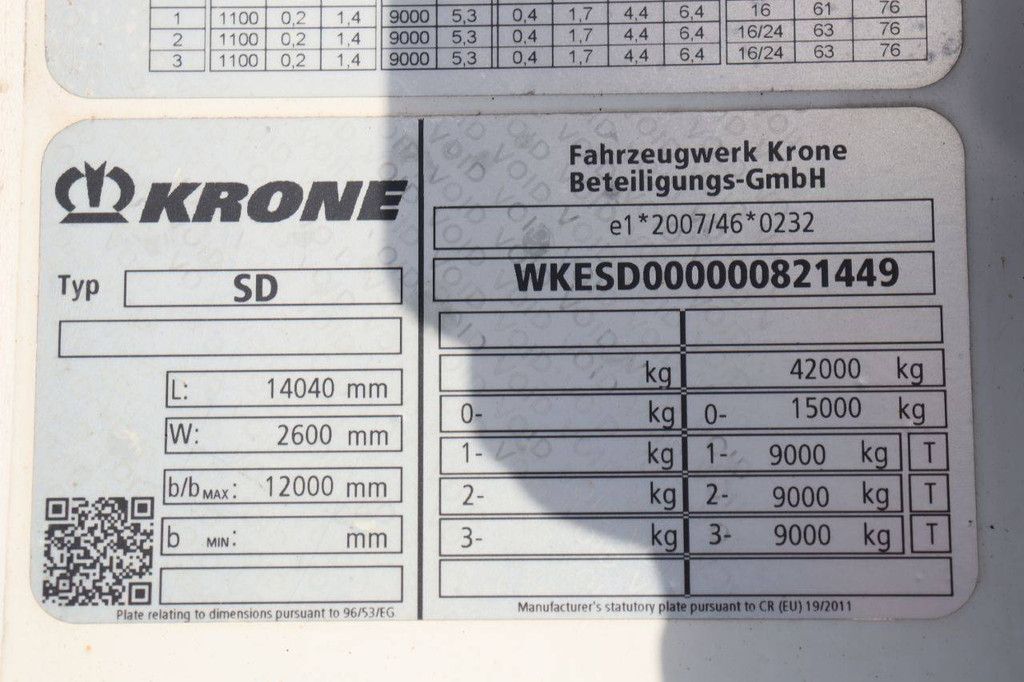 1 1100 0,2 1,4 9000 5,3 0,4 1,7 4,4 6,4 16 61 76
2 1100 0,2 1,4 9000 5,3 0,4 1,7 4,4 6,4 16/24 63 76
3 1100 0,2 1,4 9000 5,3 0,4 1,7 4,4 6,4 16/24 63 76
KRONE
Typ SD
L: 14040 mm
W: 2600 mm
b/bMAX: 12000 mm
b MIN: mm
Plate relating to dimensions pursuant to 96/53/EG
Fahrzeugwerk Krone
Beteiligungs-GmbH
e1*2007/46*0232
WKESD000000821449
kg 42000 kg
0- kg 0- 15000 kg
1- kg 1- 9000 kg T
2- kg 2- 9000 kg T
3- kg 3- 9000 kg T
Manufacturer's statutory plate pursuant to CR (EU) 19/2011